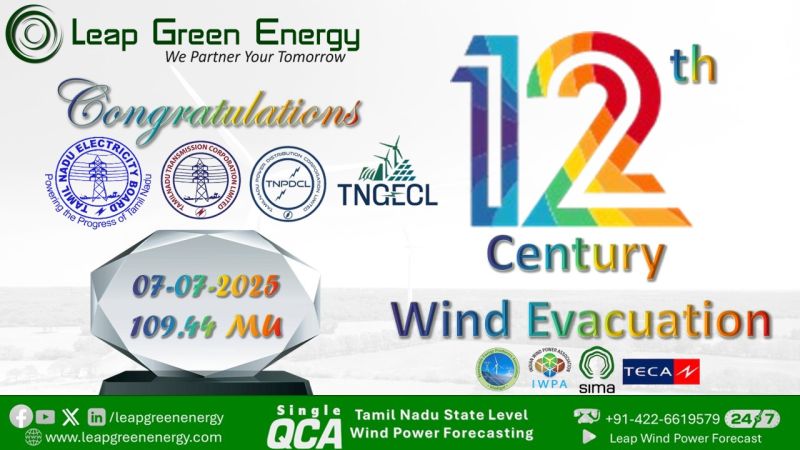 Leap Green Energy
We Partner Your Tomorrow
Congratulations
12th
TAMIL NADU ELECTRICITY BOARD
Powering the Progress of Tamil Nadu
TAMIL NADU TRANSMISSION CORPORATION LIMITED
TAMILNADU POWER DISTRIBUTION CORPORATION LIMITED
TNPDCL
TNGECL
Century
Wind Evacuation
07-07-2025
109.44 MU
INDIAN WIND POWER ASSOCIATION
IWPA
sima
TECA
/leapgreenenergy
www.leapgreenenergy.com
Single
QCA
Tamil Nadu State Level
Wind Power Forecasting
+91-422-6619579 24 7
Leap Wind Power Forecast